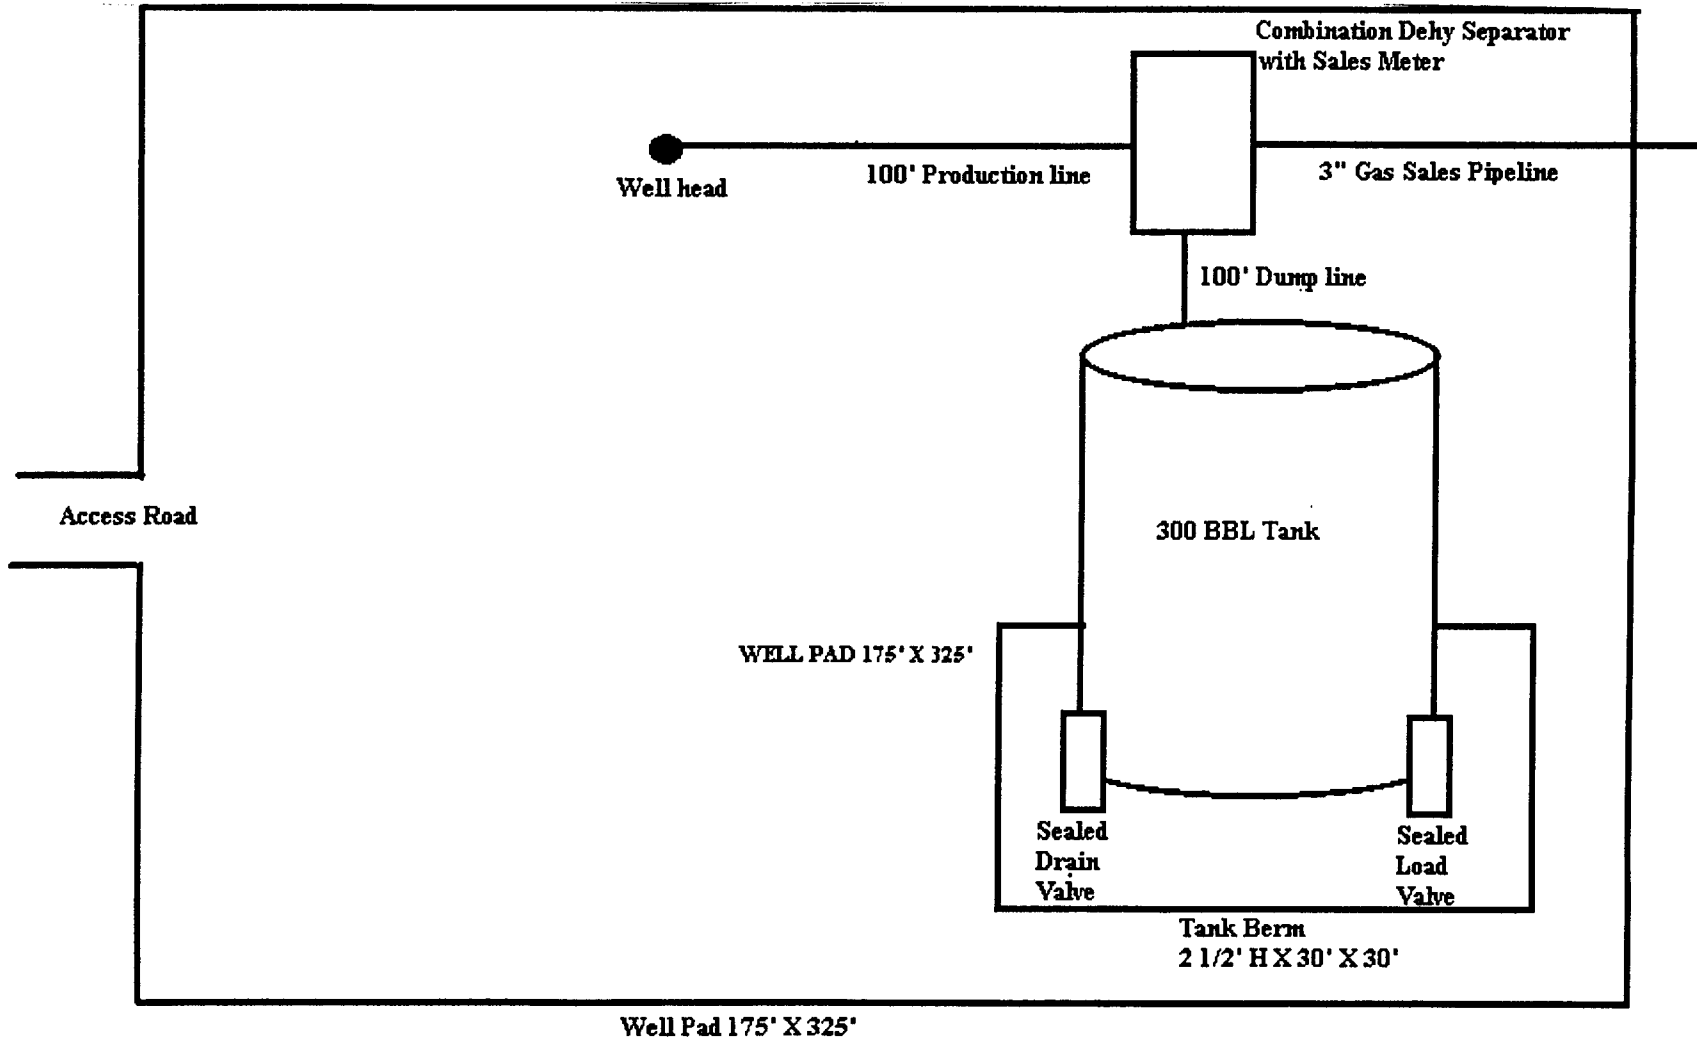 Combination Dehy Separator
with Sales Meter
Well head
100' Production line
3" Gas Sales Pipeline
100' Dump line
Access Road
300 BBL Tank
WELL PAD 175' X 325'
Sealed
Drain
Valve
Sealed
Load
Valve
Tank Berm
2 1/2' H X 30' X 30'
Well Pad 175' X 325'